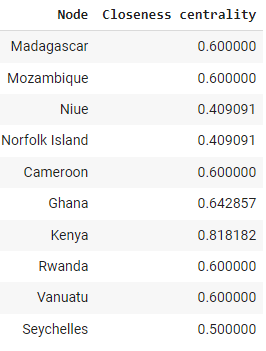 Node Closeness centrality
Madagascar 0.600000
Mozambique 0.600000
Niue 0.409091
Norfolk Island 0.409091
Cameroon 0.600000
Ghana 0.642857
Kenya 0.818182
Rwanda 0.600000
Vanuatu 0.600000
Seychelles 0.500000